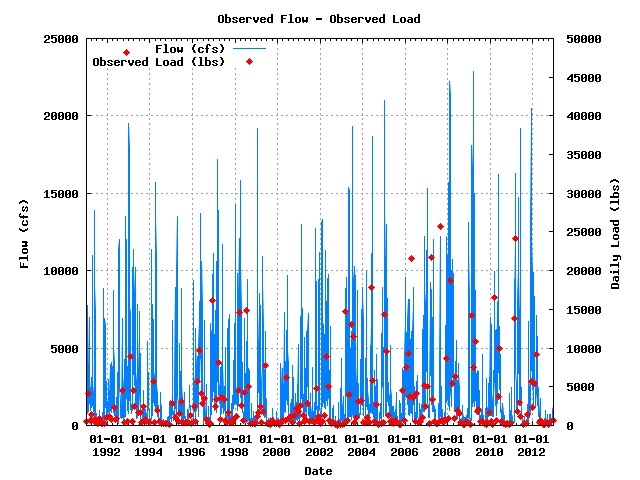 Observed Flow - Observed Load
Flow (cfs)
Observed Load (lbs)
25000
20000
15000
10000
5000
0
50000
45000
40000
35000
30000
25000
20000
15000
10000
5000
0
Flow (cfs)
Daily Load (lbs)
01-01 01-01 01-01 01-01 01-01 01-01 01-01 01-01 01-01 01-01 01-01
1992 1994 1996 1998 2000 2002 2004 2006 2008 2010 2012
Date